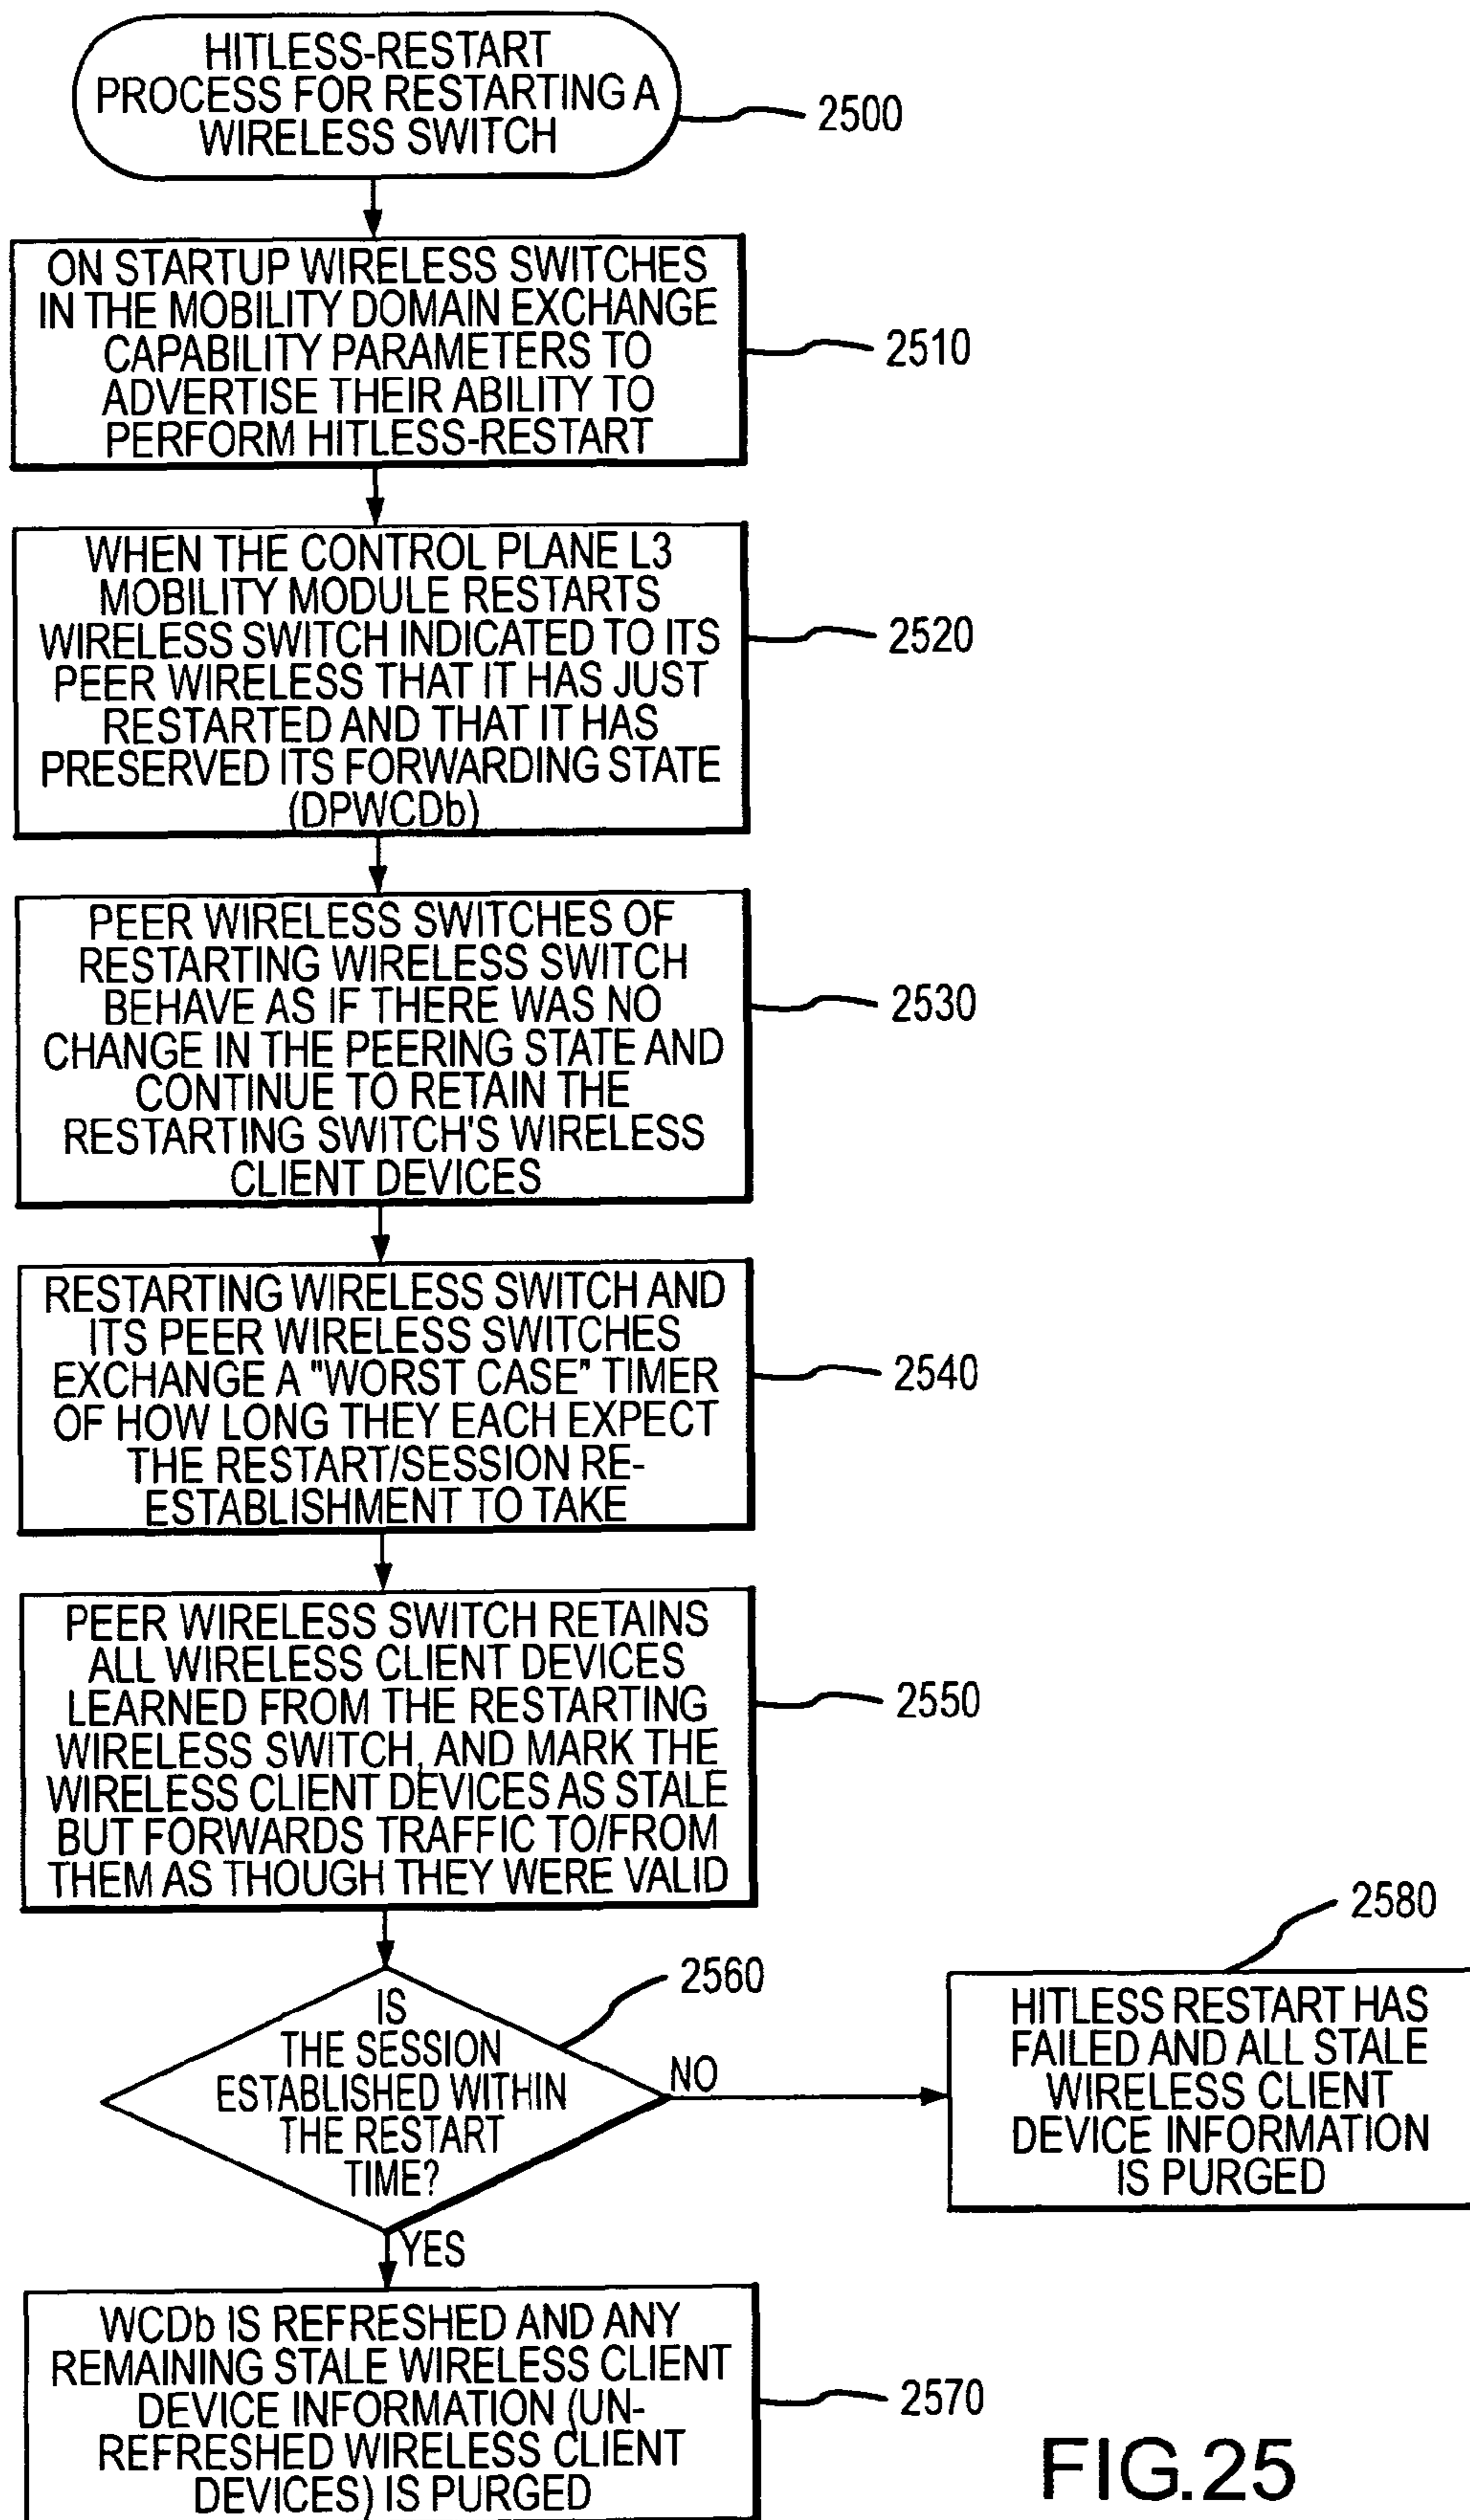 HITLESS-RESTART
PROCESS FOR RESTARTING A
WIRELESS SWITCH
2500
ON STARTUP WIRELESS SWITCHES
IN THE MOBILITY DOMAIN EXCHANGE
CAPABILITY PARAMETERS TO
ADVERTISE THEIR ABILITY TO
PERFORM HITLESS-RESTART
2510
WHEN THE CONTROL PLANE L3
MOBILITY MODULE RESTARTS
WIRELESS SWITCH INDICATED TO ITS
PEER WIRELESS THAT IT HAS JUST
RESTARTED AND THAT IT HAS
PRESERVED ITS FORWARDING STATE
(DPWCDb)
2520
PEER WIRELESS SWITCHES OF
RESTARTING WIRELESS SWITCH
BEHAVE AS IF THERE WAS NO
CHANGE IN THE PEERING STATE AND
CONTINUE TO RETAIN THE
RESTARTING SWITCH'S WIRELESS
CLIENT DEVICES
2530
RESTARTING WIRELESS SWITCH AND
ITS PEER WIRELESS SWITCHES
EXCHANGE A "WORST CASE" TIMER
OF HOW LONG THEY EACH EXPECT
THE RESTART/SESSION RE-
ESTABLISHMENT TO TAKE
2540
PEER WIRELESS SWITCH RETAINS
ALL WIRELESS CLIENT DEVICES
LEARNED FROM THE RESTARTING
WIRELESS SWITCH, AND MARK THE
WIRELESS CLIENT DEVICES AS STALE
BUT FORWARDS TRAFFIC TO/FROM
THEM AS THOUGH THEY WERE VALID
2550
IS
THE SESSION
ESTABLISHED WITHIN
THE RESTART
TIME?
2560
NO
2580
HITLESS RESTART HAS
FAILED AND ALL STALE
WIRELESS CLIENT
DEVICE INFORMATION
IS PURGED
YES
WCDb IS REFRESHED AND ANY
REMAINING STALE WIRELESS CLIENT
DEVICE INFORMATION (UN-
REFRESHED WIRELESS CLIENT
DEVICES) IS PURGED
2570
FIG.25